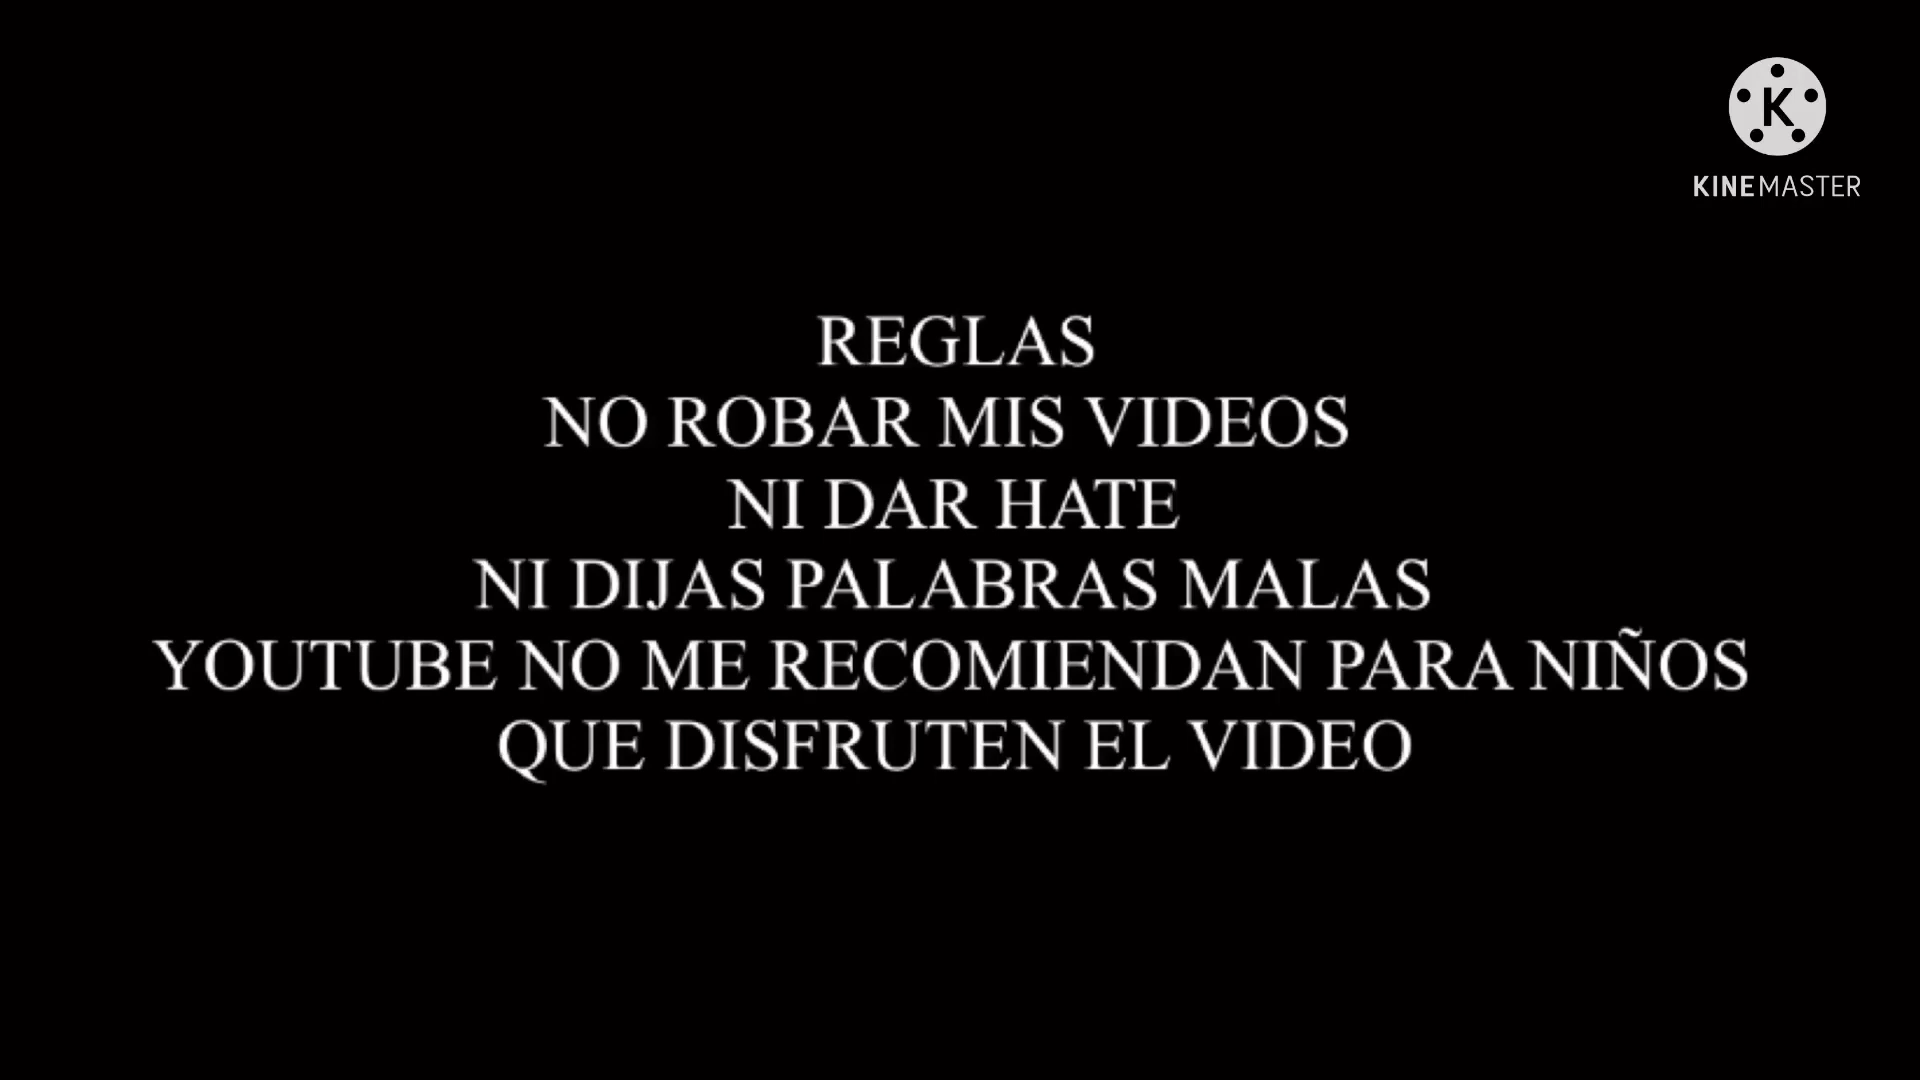 K
KINEMASTER
REGLAS
NO ROBAR MIS VIDEOS
NI DAR HATE
NI DIJAS PALABRAS MALAS
YOUTUBE NO ME RECOMIENDAN PARA NIÑOS
QUE DISFRUTEN EL VIDEO